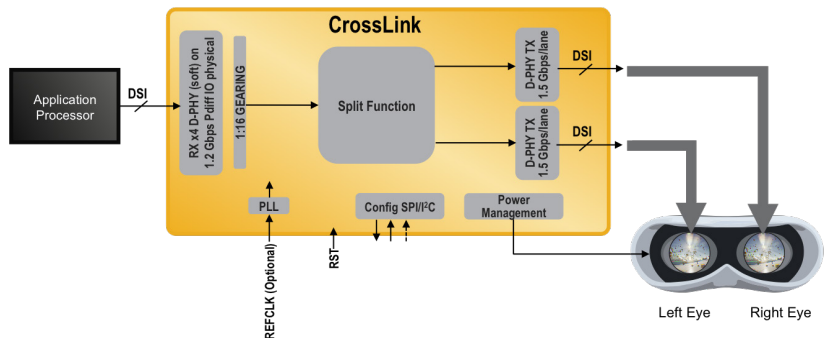 CrossLink
Application
Processor
DSI
RX x4 D-PHY (soft) on
1.2 Gbps Pdiff IO physical
1:16 GEARING
Split Function
D-PHY TX
1.5 Gbps/lane
DSI
D-PHY TX
1.5 Gbps/lane
DSI
PLL
Config SPI/I²C
Power
Management
REFCLK (Optional)
RST
Left Eye
Right Eye